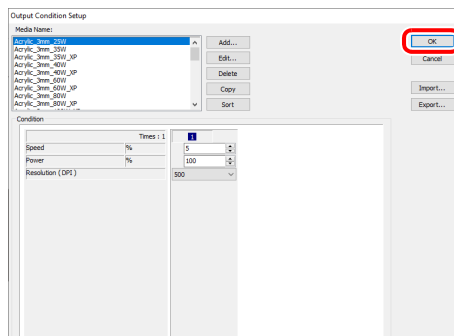 Output Condition Setup
Media Name:
Acrylic_3mm_25W
Acrylic_3mm_35W
Acrylic_3mm_35W_XP
Acrylic_3mm_40W
Acrylic_3mm_40W_XP
Acrylic_3mm_60W
Acrylic_3mm_60W_XP
Acrylic_3mm_80W
Acrylic_3mm_80W_XP
Add...
Edit...
Delete
Copy
Sort
OK
Cancel
Import...
Export...
Condition
Times : 1 1
Speed % 5
Power % 100
Resolution ( DPI ) 500